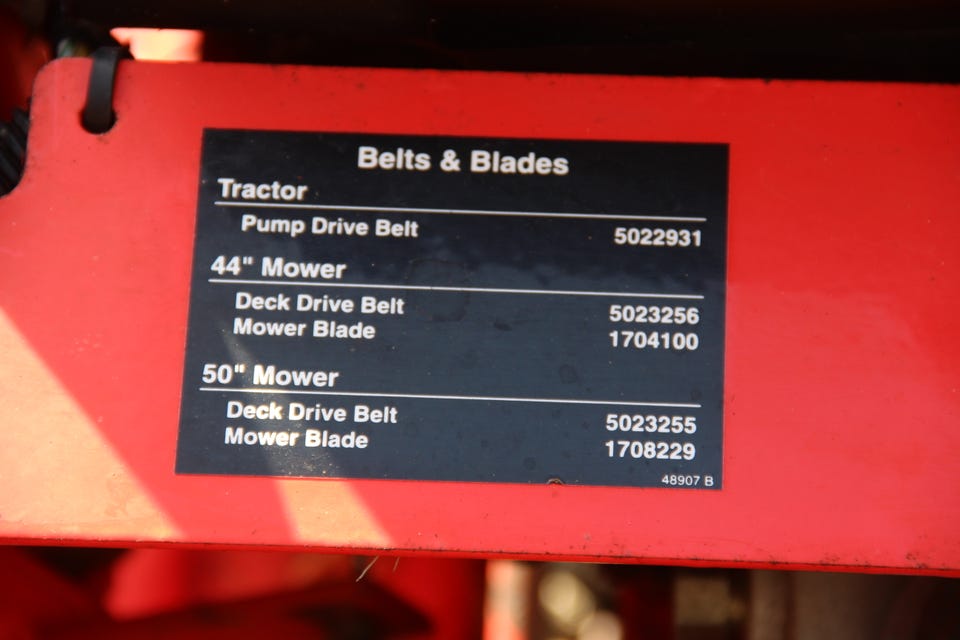 Belts & Blades
Tractor
Pump Drive Belt 5022931
44" Mower
Deck Drive Belt 5023256
Mower Blade 1704100
50" Mower
Deck Drive Belt 5023255
Mower Blade 1708229
48907 B